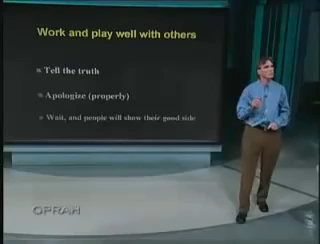 Work and play well with others
Tell the truth
Apologize (properly)
Wait, and people will show their good side
OPRAH